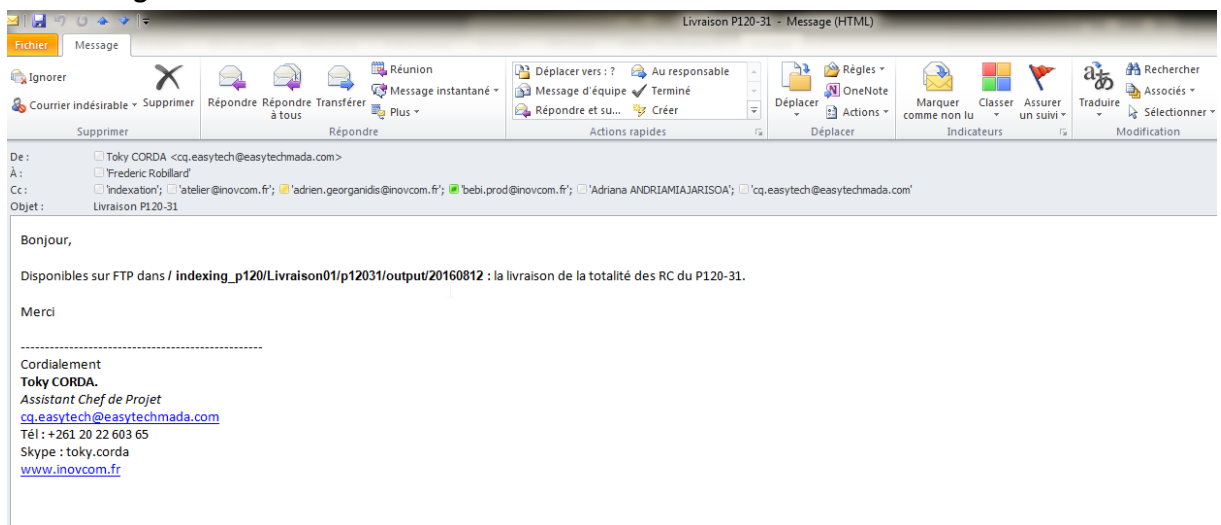 Livraison P120-31 - Message (HTML)
Fichier Message
Ignorer
Courrier indésirable
Supprimer
Répondre Répondre à tous Transférer
Réunion
Message instantané
Plus
Déplacer vers : ? Au responsable
Message d'équipe Terminé
Répondre et su... Créer
Déplacer
Règles
OneNote
Actions
Marquer comme non lu
Classer
Assurer un suivi
Traduire
Rechercher
Associés
Sélectionner
Supprimer Répondre Actions rapides Déplacer Indicateurs Modification
De : Toky CORDA <cq.easytech@easytechmada.com>
À : 'Frederic Robillard'
Cc : 'indexation'; 'atelier@inovcom.fr'; 'adrien.georganidis@inovcom.fr'; 'bebi.prod@inovcom.fr'; 'Adriana ANDRIAMIAJARISOA'; 'cq.easytech@easytechmada.com'
Objet : Livraison P120-31
Bonjour,
Disponibles sur FTP dans / indexing_p120/Livraison01/p12031/output/20160812 : la livraison de la totalité des RC du P120-31.
Merci
--------------------------------------------------
Cordialement
Toky CORDA.
Assistant Chef de Projet
cq.easytech@easytechmada.com
Tél : +261 20 22 603 65
Skype : toky.corda
www.inovcom.fr